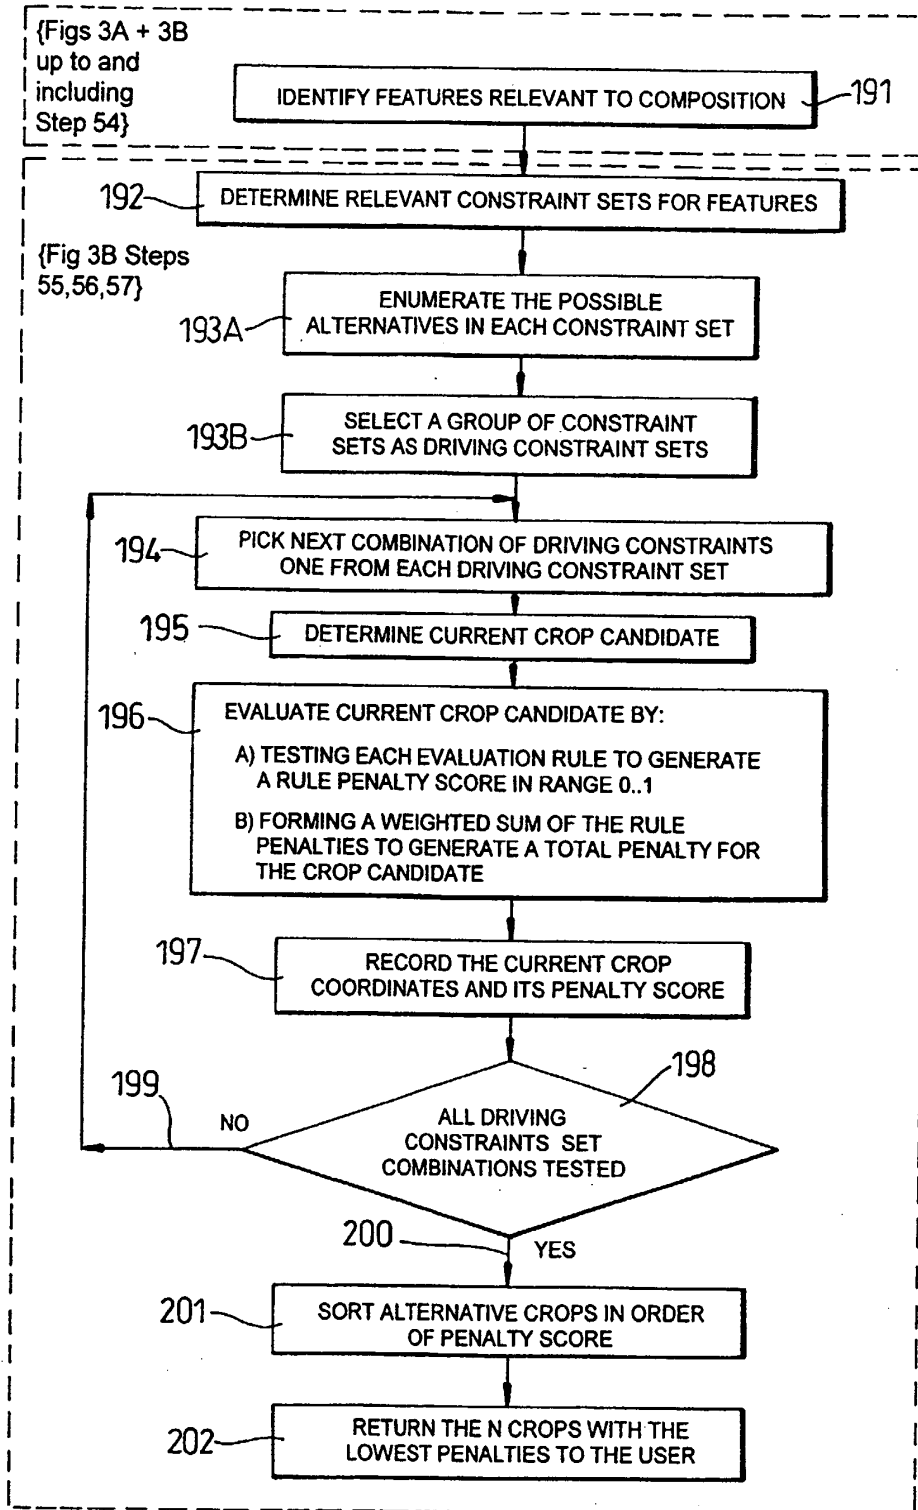 {Figs 3A + 3B
up to and
including
Step 54}
IDENTIFY FEATURES RELEVANT TO COMPOSITION
191
192
DETERMINE RELEVANT CONSTRAINT SETS FOR FEATURES
{Fig 3B Steps
55,56,57}
193A
ENUMERATE THE POSSIBLE
ALTERNATIVES IN EACH CONSTRAINT SET
193B
SELECT A GROUP OF CONSTRAINT
SETS AS DRIVING CONSTRAINT SETS
194
PICK NEXT COMBINATION OF DRIVING CONSTRAINTS
ONE FROM EACH DRIVING CONSTRAINT SET
195
DETERMINE CURRENT CROP CANDIDATE
196
EVALUATE CURRENT CROP CANDIDATE BY:
A) TESTING EACH EVALUATION RULE TO GENERATE
A RULE PENALTY SCORE IN RANGE 0..1
B) FORMING A WEIGHTED SUM OF THE RULE
PENALTIES TO GENERATE A TOTAL PENALTY FOR
THE CROP CANDIDATE
197
RECORD THE CURRENT CROP
COORDINATES AND ITS PENALTY SCORE
198
199
NO
ALL DRIVING
CONSTRAINTS SET
COMBINATIONS TESTED
200
YES
201
SORT ALTERNATIVE CROPS IN ORDER
OF PENALTY SCORE
202
RETURN THE N CROPS WITH THE
LOWEST PENALTIES TO THE USER